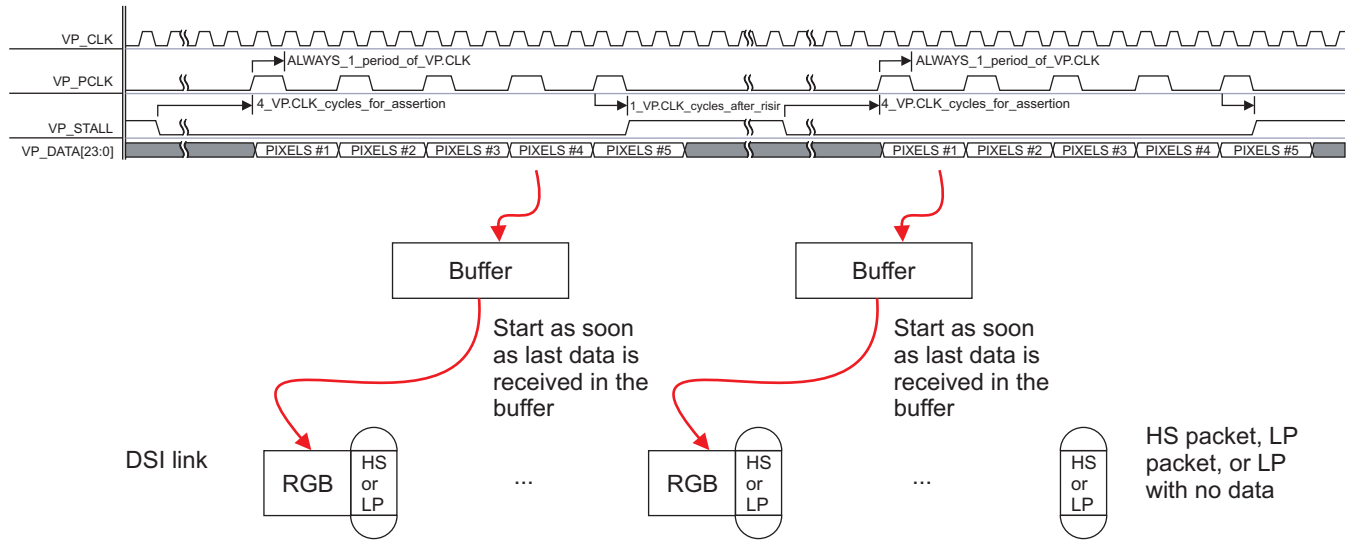 VP_CLK
ALWAYS_1_period_of_VP.CLK
ALWAYS_1_period_of_VP.CLK
VP_PCLK
4_VP.CLK_cycles_for_assertion
1_VP.CLK_cycles_after_risir
4_VP.CLK_cycles_for_assertion
VP_STALL
VP_DATA[23:0]
PIXELS #1
PIXELS #2
PIXELS #3
PIXELS #4
PIXELS #5
PIXELS #1
PIXELS #2
PIXELS #3
PIXELS #4
PIXELS #5
Buffer
Buffer
Start as soon
as last data is
received in the
buffer
Start as soon
as last data is
received in the
buffer
DSI link
RGB
HS
or
LP
...
RGB
HS
or
LP
...
HS
or
LP
HS packet, LP
packet, or LP
with no data